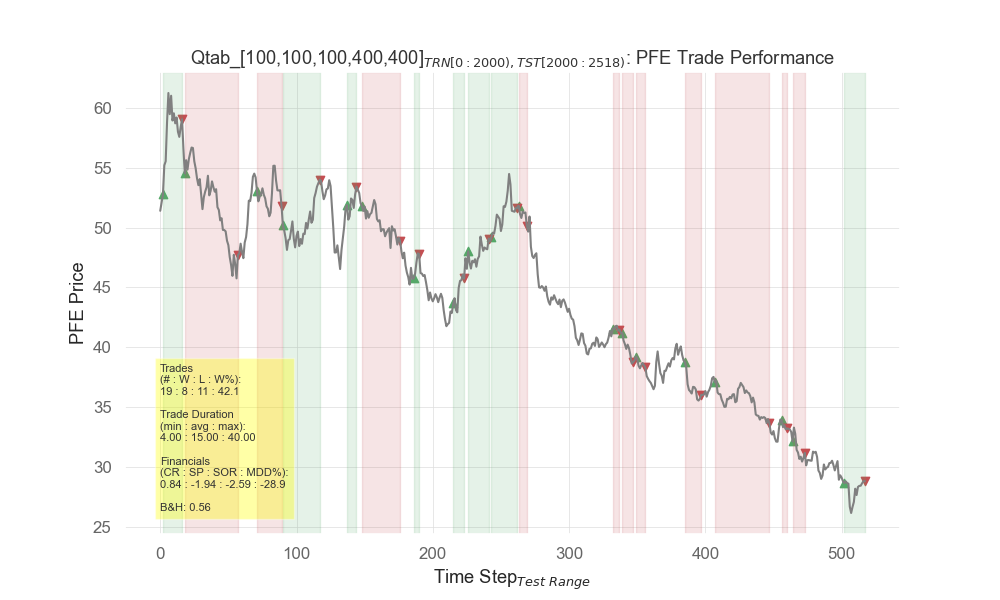 Qtab_[100,100,100,400,400]TRN[0 : 2000), TST[2000 : 2518): PFE Trade Performance
PFE Price
60
55
50
45
40
35
30
25
Trades
(# : W : L : W%):
19 : 8 : 11 : 42.1
Trade Duration
(min : avg : max):
4.00 : 15.00 : 40.00
Financials
(CR : SP : SOR : MDD%):
0.84 : -1.94 : -2.59 : -28.9
B&H: 0.56
0 100 200 300 400 500
Time StepTest Range